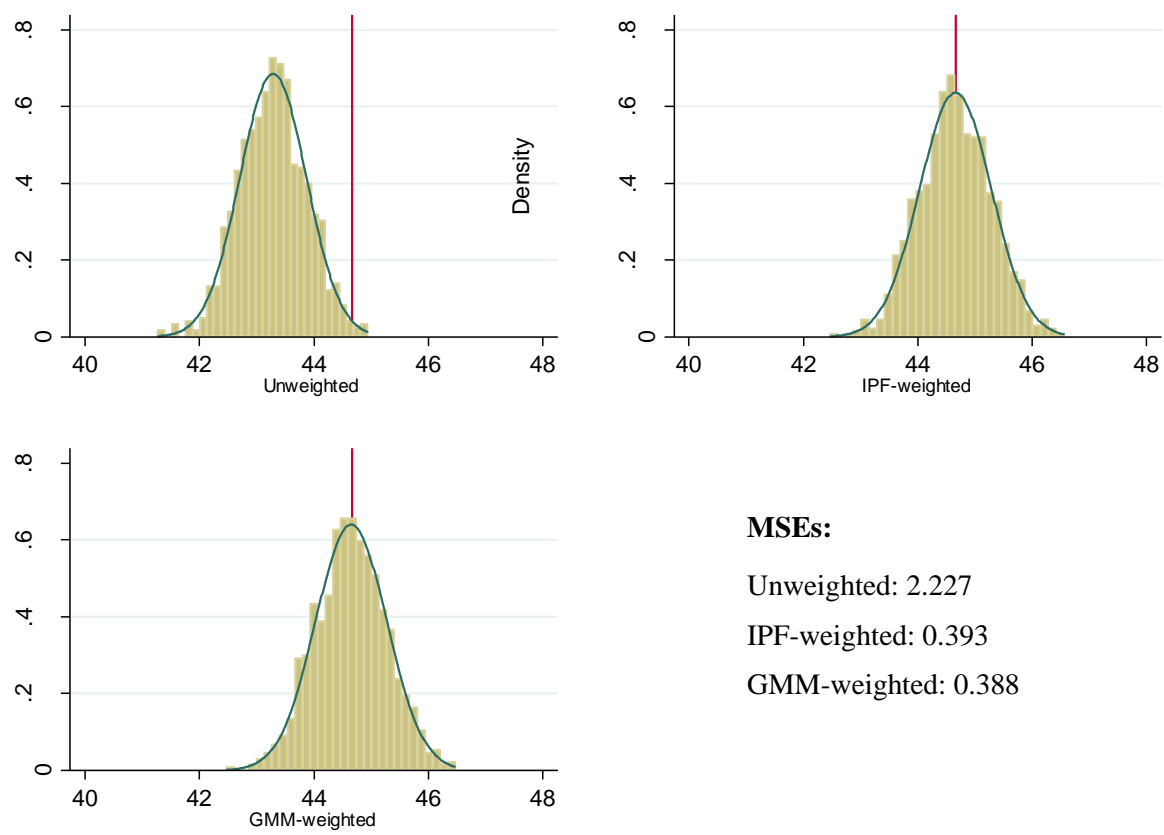 .8
.6
.4
.2
0
40 42 44 46 48
Unweighted
Density
.8
.6
.4
.2
0
40 42 44 46 48
IPF-weighted
.8
.6
.4
.2
0
40 42 44 46 48
GMM-weighted
MSEs:
Unweighted: 2.227
IPF-weighted: 0.393
GMM-weighted: 0.388